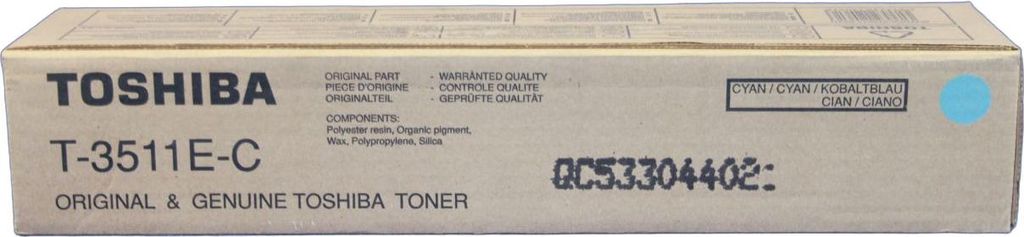 TOSHIBA
T-3511E-C
ORIGINAL & GENUINE TOSHIBA TONER
ORIGINAL PART - WARRANTED QUALITY
PIECE D'ORIGINE - CONTROLE QUALITE
ORIGINALTEIL - GEPRÜFTE QUALITÄT
COMPONENTS:
Polyester resin, Organic pigment,
Wax, Polypropylene, Silica
CYAN / CYAN / KOBALTBLAU
CIAN / CIANO
QC53304402
TOSHIBA